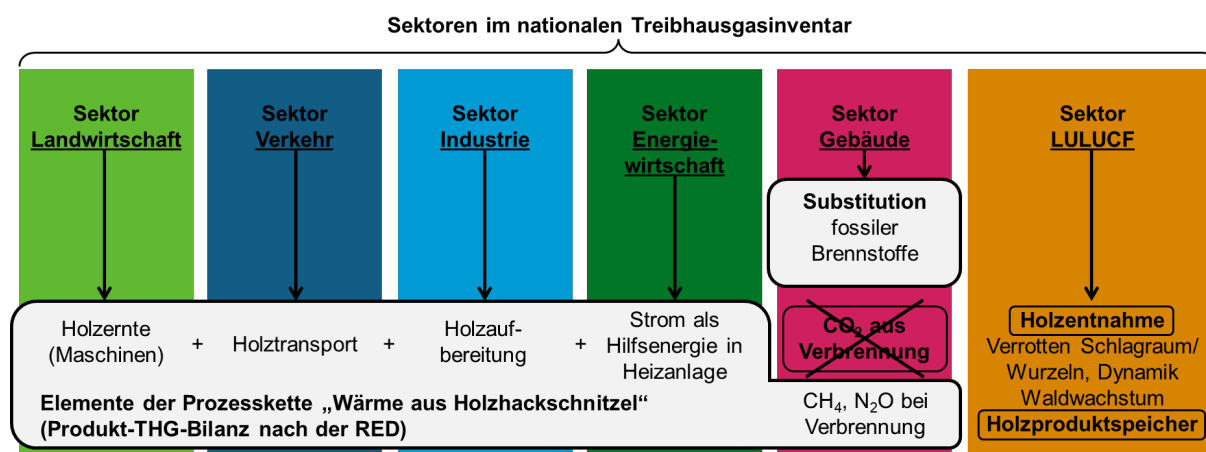 Sektoren im nationalen Treibhausgasinventar
Sektor
Landwirtschaft
Sektor
Verkehr
Sektor
Industrie
Sektor
Energie-
wirtschaft
Sektor
Gebäude
Sektor
LULUCF
Substitution
fossiler
Brennstoffe
Holzernte
(Maschinen)
+
Holztransport
+
Holzauf-
bereitung
+
Strom als
Hilfsenergie in
Heizanlage
CO₂ aus
Verbrennung
Holzentnahme
Verrotten Schlagraum/
Wurzeln, Dynamik
Waldwachstum
Holzproduktspeicher
Elemente der Prozesskette „Wärme aus Holzhackschnitzel“
(Produkt-THG-Bilanz nach der RED)
CH₄, N₂O bei
Verbrennung